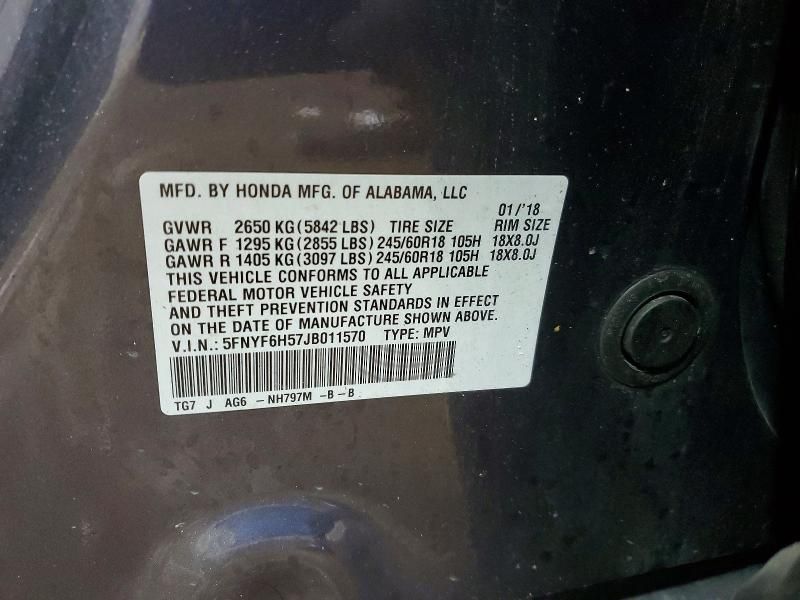 MFD. BY HONDA MFG. OF ALABAMA, LLC
01/'18
GVWR 2650 KG (5842 LBS) TIRE SIZE RIM SIZE
GAWR F 1295 KG (2855 LBS) 245/60R18 105H 18X8.0J
GAWR R 1405 KG (3097 LBS) 245/60R18 105H 18X8.0J
THIS VEHICLE CONFORMS TO ALL APPLICABLE
FEDERAL MOTOR VEHICLE SAFETY
AND THEFT PREVENTION STANDARDS IN EFFECT
ON THE DATE OF MANUFACTURE SHOWN ABOVE.
V.I.N.: 5FNYF6H57JB011570 TYPE: MPV
TG7 J AG6 - NH797M -B-B